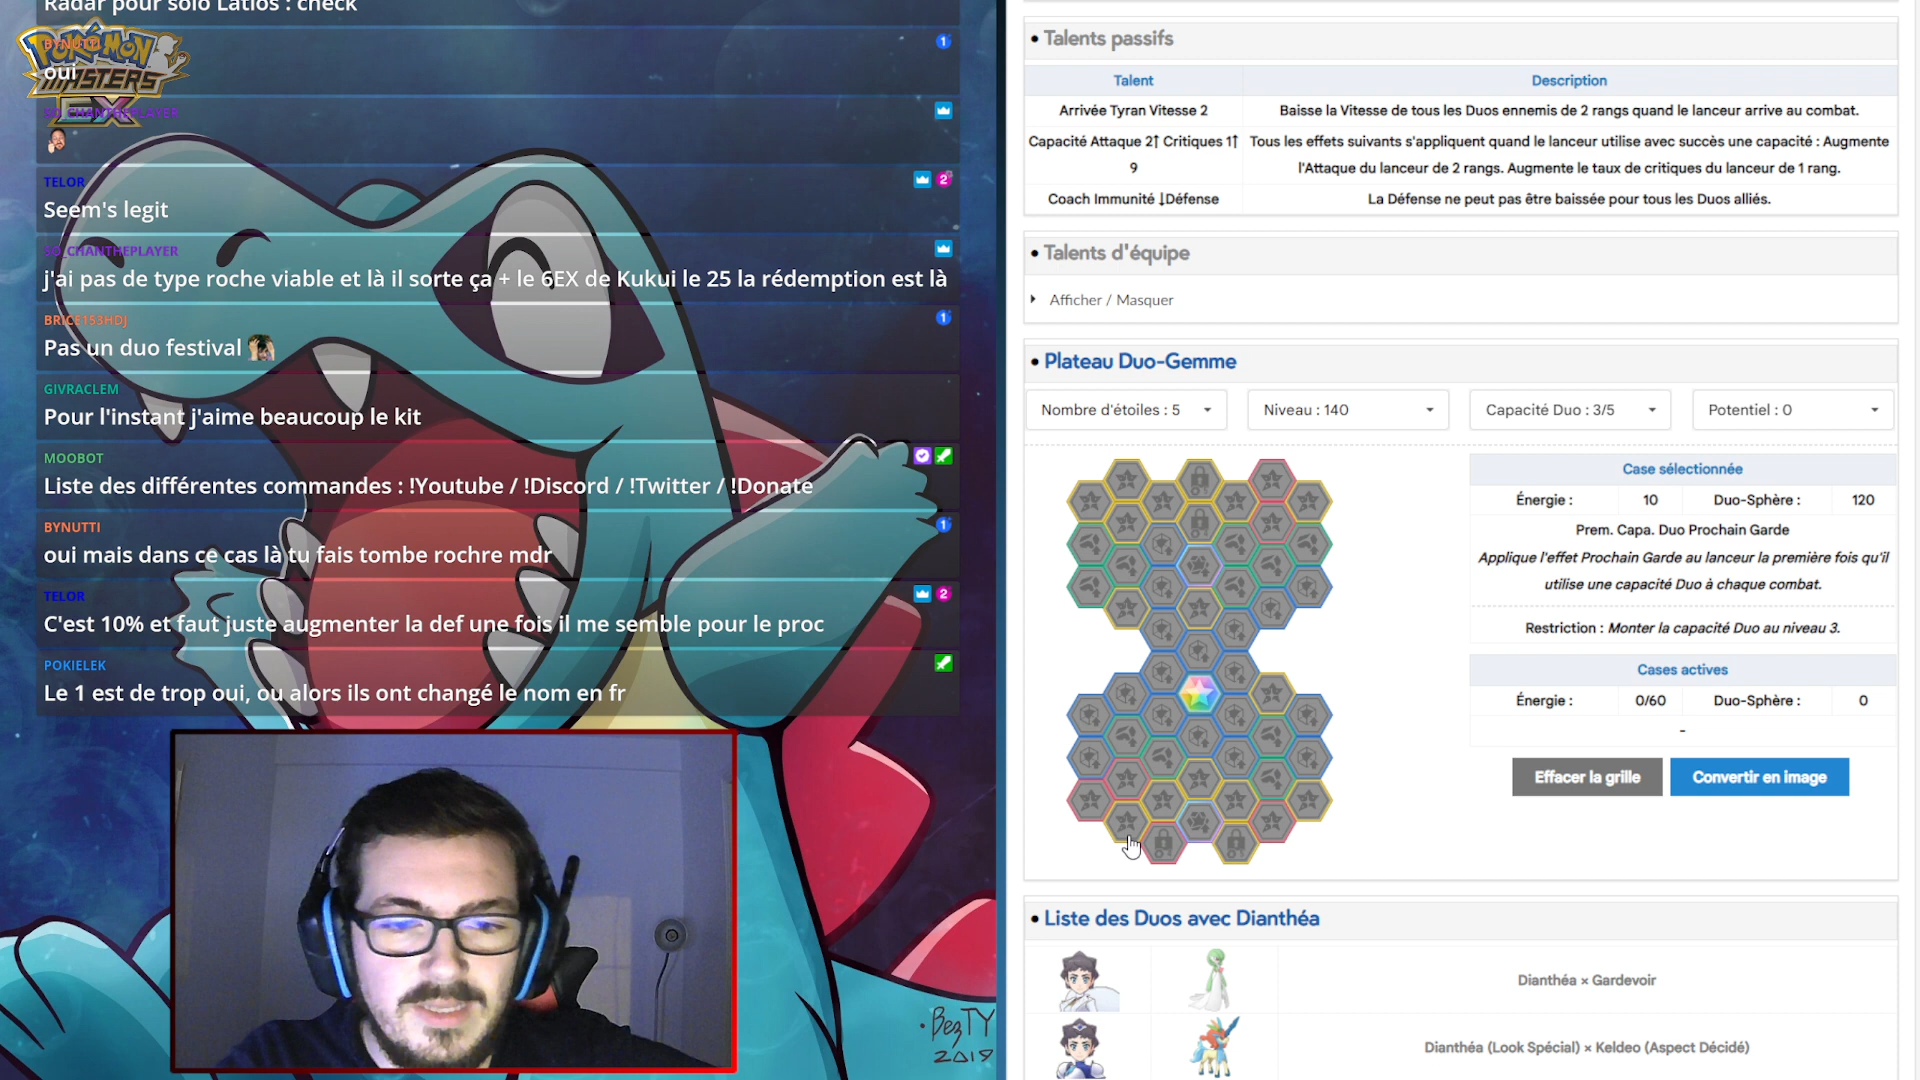 Radar pour solo Latios : check
POKÉMON
MASTERS
EX
BYNUTTI
oui
SO_CHANTHEPLAYER
TELOR
Seem's legit
SO_CHANTHEPLAYER
j'ai pas de type roche viable et là il sorte ça + le 6EX de Kukui le 25 la rédemption est là
BRICE153HDJ
Pas un duo festival
GIVRACLEM
Pour l'instant j'aime beaucoup le kit
MOOBOT
Liste des différentes commandes : !Youtube / !Discord / !Twitter / !Donate
BYNUTTI
oui mais dans ce cas là tu fais tombe rochre mdr
TELOR
C'est 10% et faut juste augmenter la def une fois il me semble pour le proc
POKIELEK
Le 1 est de trop oui, ou alors ils ont changé le nom en fr
BezTY
2019
• Talents passifs
Talent Description
Arrivée Tyran Vitesse 2 Baisse la Vitesse de tous les Duos ennemis de 2 rangs quand le lanceur arrive au combat.
Capacité Attaque 2↑ Critiques 1↑ Tous les effets suivants s'appliquent quand le lanceur utilise avec succès une capacité : Augmente
9 l'Attaque du lanceur de 2 rangs. Augmente le taux de critiques du lanceur de 1 rang.
Coach Immunité ↓Défense La Défense ne peut pas être baissée pour tous les Duos alliés.
• Talents d'équipe
Afficher / Masquer
• Plateau Duo-Gemme
Nombre d'étoiles : 5 Niveau : 140 Capacité Duo : 3/5 Potentiel : 0
Case sélectionnée
Énergie : 10 Duo-Sphère : 120
Prem. Capa. Duo Prochain Garde
Applique l'effet Prochain Garde au lanceur la première fois qu'il
utilise une capacité Duo à chaque combat.
Restriction : Monter la capacité Duo au niveau 3.
Cases actives
Énergie : 0/60 Duo-Sphère : 0
-
Effacer la grille Convertir en image
• Liste des Duos avec Dianthéa
Dianthéa × Gardevoir
Dianthéa (Look Spécial) × Keldeo (Aspect Décidé)